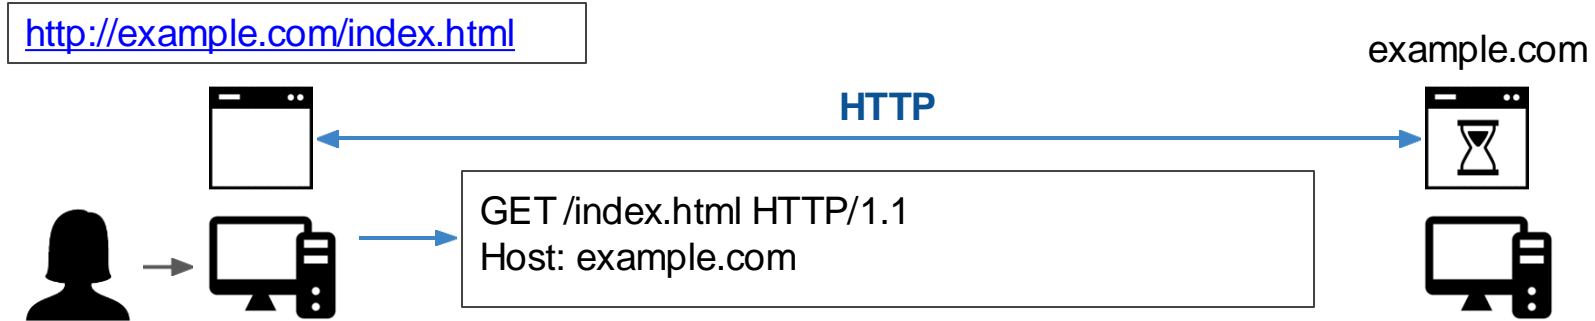 http://example.com/index.html
example.com
HTTP
GET /index.html HTTP/1.1
Host: example.com